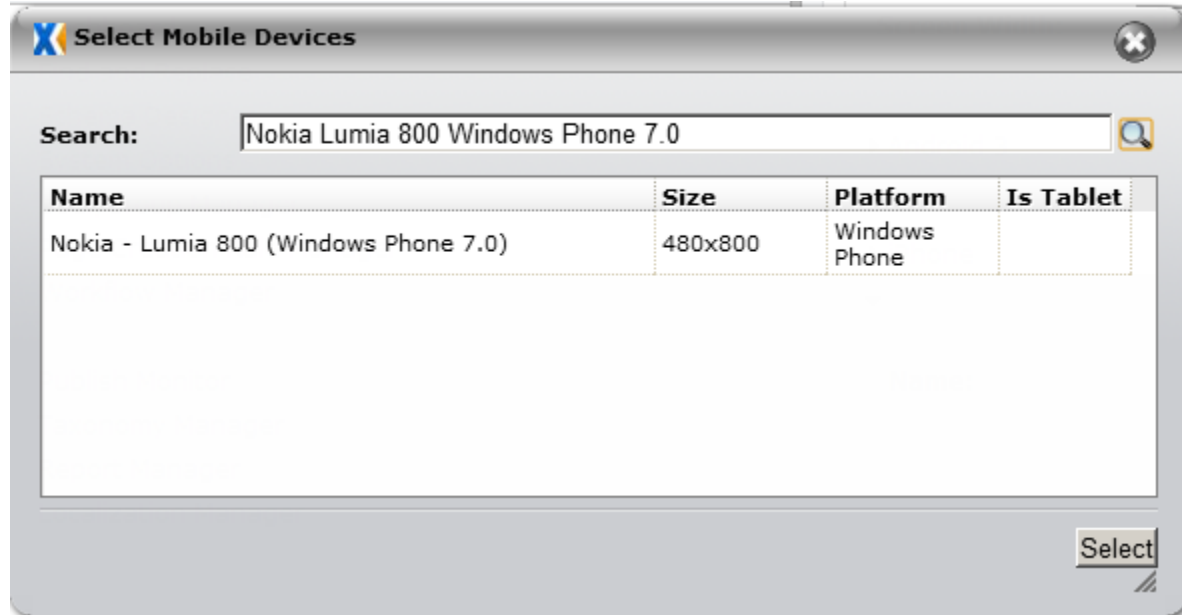 Select Mobile Devices
Search: Nokia Lumia 800 Windows Phone 7.0
Name Size Platform Is Tablet
Nokia - Lumia 800 (Windows Phone 7.0) 480x800 Windows
Phone
Select